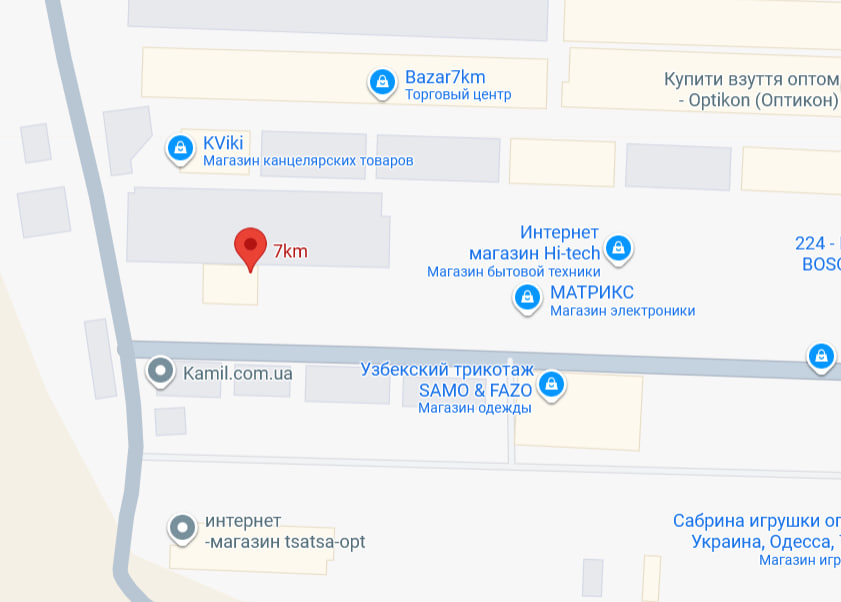 Bazar7km
Торговый центр
Купити взуття оптом
- Optikon (Оптикон)
KViki
Магазин канцелярских товаров
7km
Интернет
магазин Hi-tech
Магазин бытовой техники
224 -
МАТРИКС
Магазин электроники
Kamil.com.ua
Узбекский трикотаж
SAMO & FAZO
Магазин одежды
интернет
-магазин tsatsa-opt
Сабрина игрушки
Украина, Одесса,
Магазин